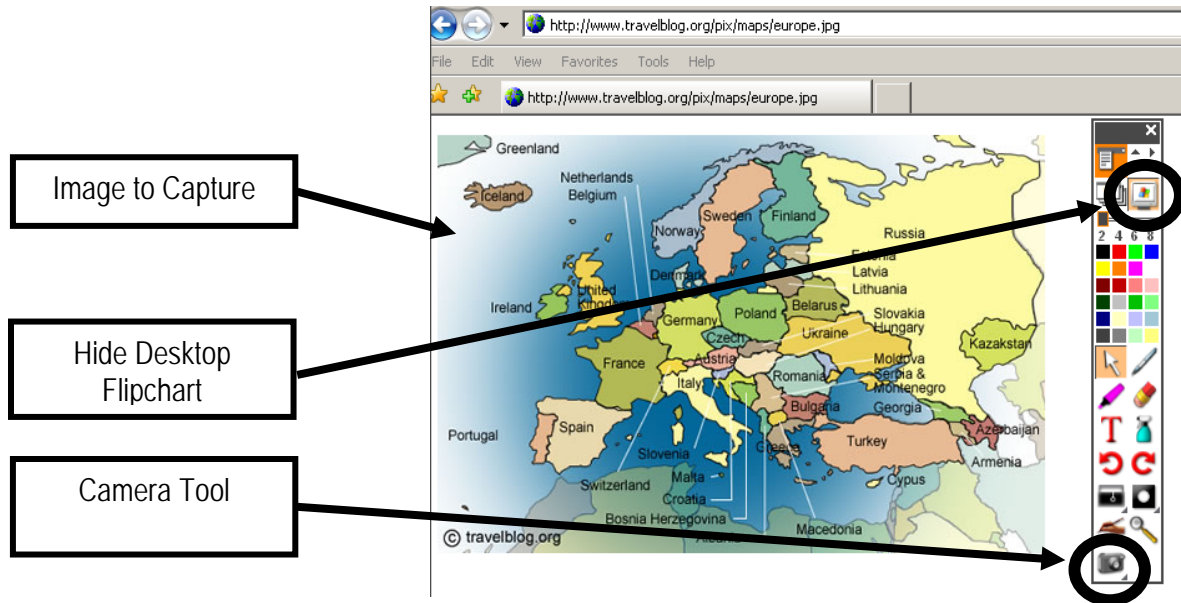 http://www.travelblog.org/pix/maps/europe.jpg
File Edit View Favorites Tools Help
http://www.travelblog.org/pix/maps/europe.jpg
Image to Capture
Hide Desktop
Flipchart
Camera Tool
Greenland
Iceland
Netherlands
Belgium
Norway
Sweden
Finland
Russia
Estonia
Latvia
Lithuania
Denmark
United
Kingdom
Ireland
Belarus
Poland
Germany
Slovakia
Hungary
Czech
Ukraine
Kazakstan
France
Austria
Moldova
Romania
Serbia &
Montenegro
Italy
Bulgaria
Georgia
Azerbaijan
Portugal
Spain
Greece
Turkey
Armenia
Slovenia
Malta
Cypus
Switzerland
Croatia
Bosnia Herzegovina
Macedonia
© travelblog.org
2 4 6 8
T